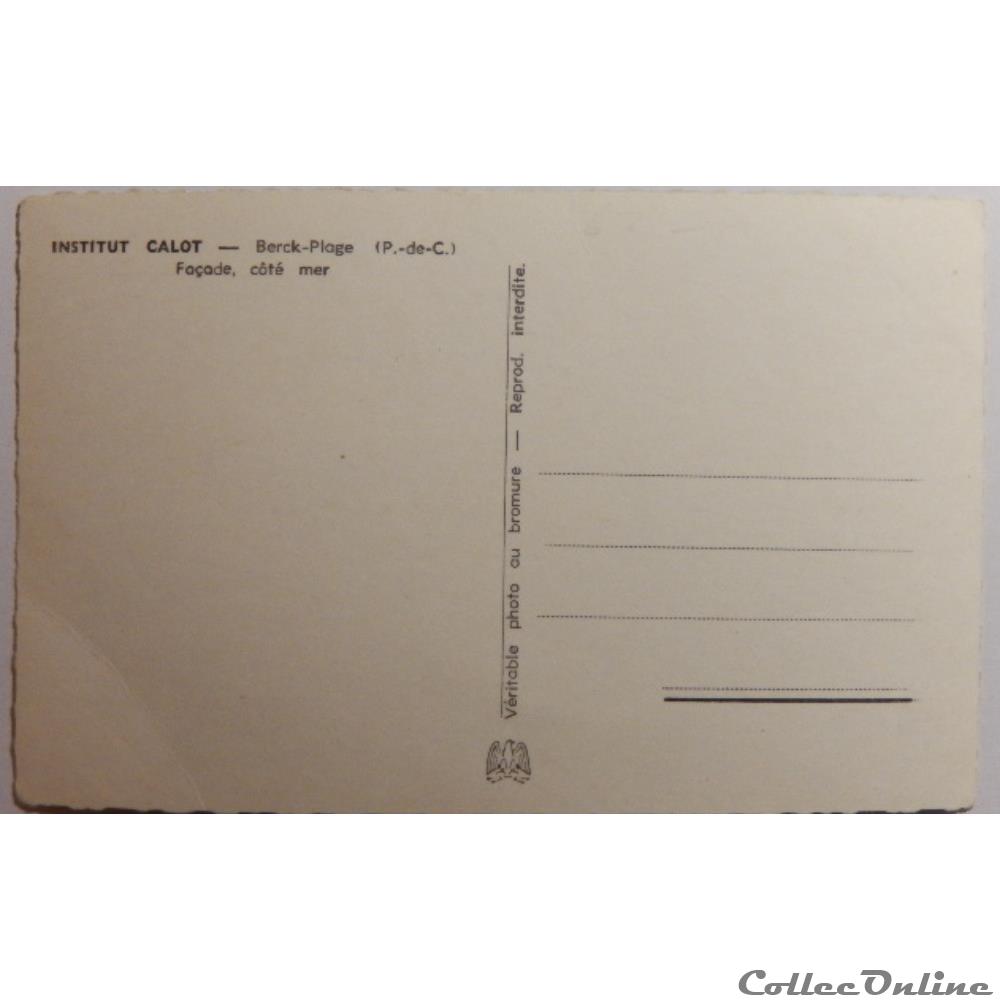 INSTITUT CALOT — Berck-Plage (P.-de-C.)
Façade, côté mer
Véritable photo au bromure — Reprod. interdite.
CollecOnline